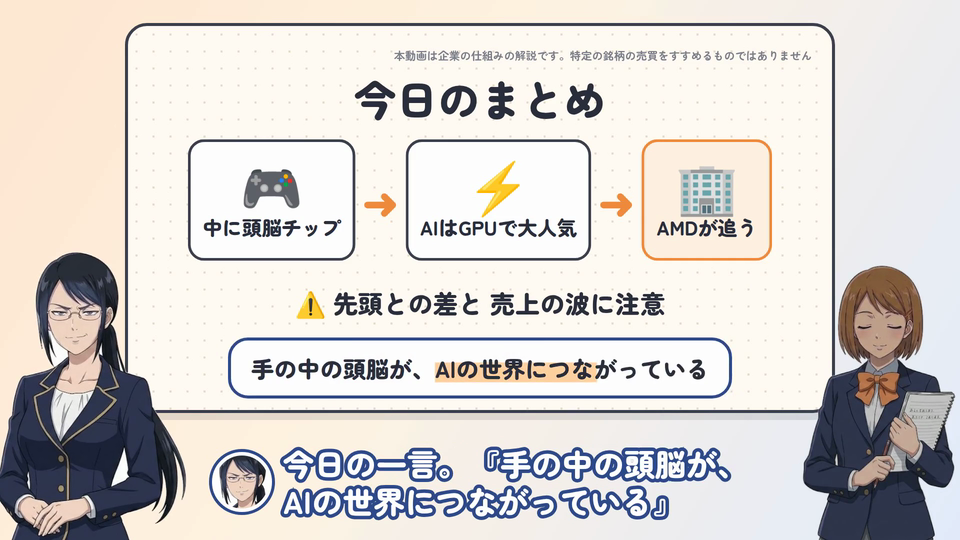 本動画は企業の仕組みの解説です。特定の銘柄の売買をすすめるものではありません
今日のまとめ
中に頭脳チップ
AIはGPUで大人気
AMDが追う
先頭との差と 売上の波に注意
手の中の頭脳が、AIの世界につながっている
今日の一言。『手の中の頭脳が、
AIの世界につながっている』